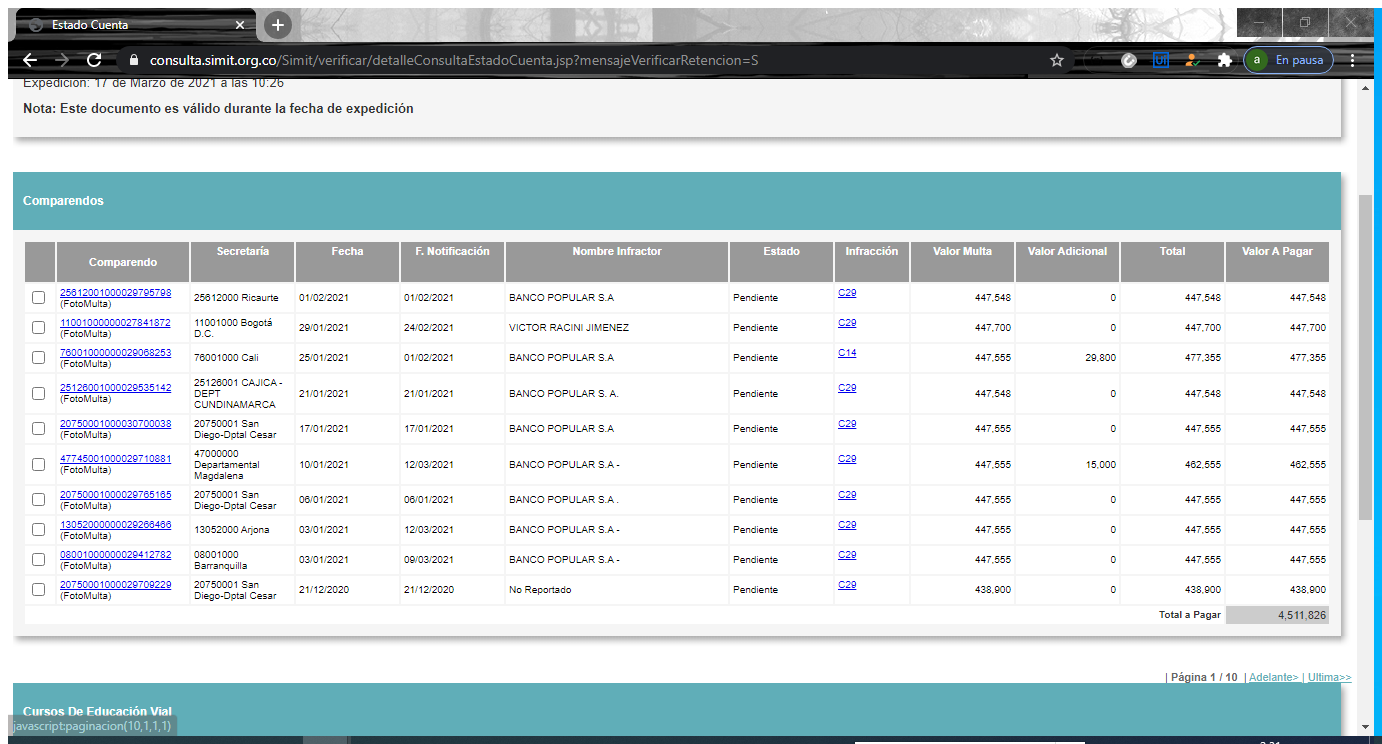 Estado Cuenta
consulta.simit.org.co/Simit/verificar/detalleConsultaEstadoCuenta.jsp?mensajeVerificarRetencion=S
a En pausa
Expedición: 17 de Marzo de 2021 a las 10:26
Nota: Este documento es válido durante la fecha de expedición
Comparendos
Comparendo Secretaría Fecha F. Notificación Nombre Infractor Estado Infracción Valor Multa Valor Adicional Total Valor A Pagar
25612001000029795798 (FotoMulta) 25612000 Ricaurte 01/02/2021 01/02/2021 BANCO POPULAR S.A Pendiente C29 447,548 0 447,548 447,548
11001000000027841872 (FotoMulta) 11001000 Bogotá D.C. 29/01/2021 24/02/2021 VICTOR RACINI JIMENEZ Pendiente C29 447,700 0 447,700 447,700
76001000000029068253 (FotoMulta) 76001000 Cali 25/01/2021 01/02/2021 BANCO POPULAR S.A Pendiente C14 447,555 29,800 477,355 477,355
25126001000029535142 (FotoMulta) 25126001 CAJICA - DEPT CUNDINAMARCA 21/01/2021 21/01/2021 BANCO POPULAR S. A. Pendiente C29 447,548 0 447,548 447,548
20750001000030700038 (FotoMulta) 20750001 San Diego-Dptal Cesar 17/01/2021 17/01/2021 BANCO POPULAR S.A Pendiente C29 447,555 0 447,555 447,555
47745001000029710881 (FotoMulta) 47000000 Departamental Magdalena 10/01/2021 12/03/2021 BANCO POPULAR S.A - Pendiente C29 447,555 15,000 462,555 462,555
20750001000029765165 (FotoMulta) 20750001 San Diego-Dptal Cesar 06/01/2021 06/01/2021 BANCO POPULAR S.A . Pendiente C29 447,555 0 447,555 447,555
13052000000029266466 (FotoMulta) 13052000 Arjona 03/01/2021 12/03/2021 BANCO POPULAR S.A - Pendiente C29 447,555 0 447,555 447,555
08001000000029412782 (FotoMulta) 08001000 Barranquilla 03/01/2021 09/03/2021 BANCO POPULAR S.A - Pendiente C29 447,555 0 447,555 447,555
20750001000029709229 (FotoMulta) 20750001 San Diego-Dptal Cesar 21/12/2020 21/12/2020 No Reportado Pendiente C29 438,900 0 438,900 438,900
Total a Pagar 4,511,826
| Página 1 / 10 | Adelante> | Ultima>>
Cursos De Educación Vial
javascript:paginacion(10,1,1,1)